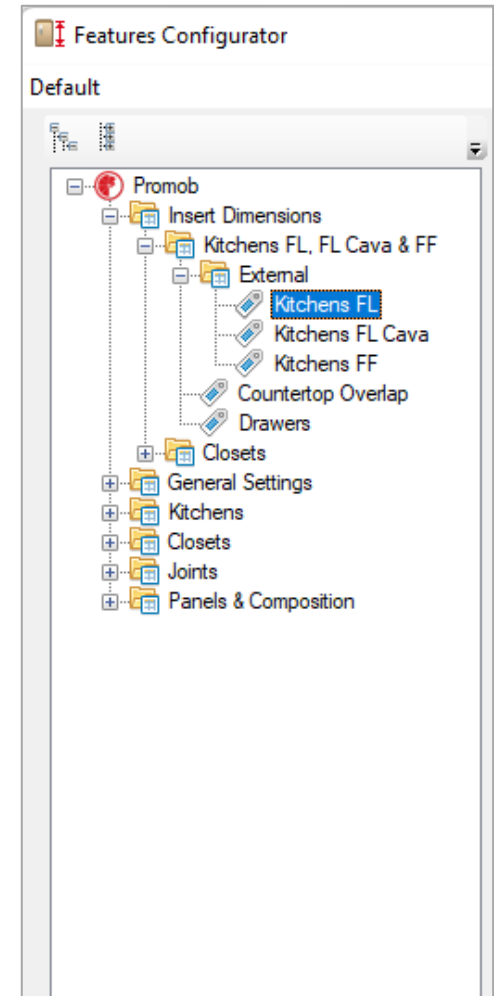 Features Configurator
Default
Promob
Insert Dimensions
Kitchens FL, FL Cava & FF
External
Kitchens FL
Kitchens FL Cava
Kitchens FF
Countertop Overlap
Drawers
Closets
General Settings
Kitchens
Closets
Joints
Panels & Composition